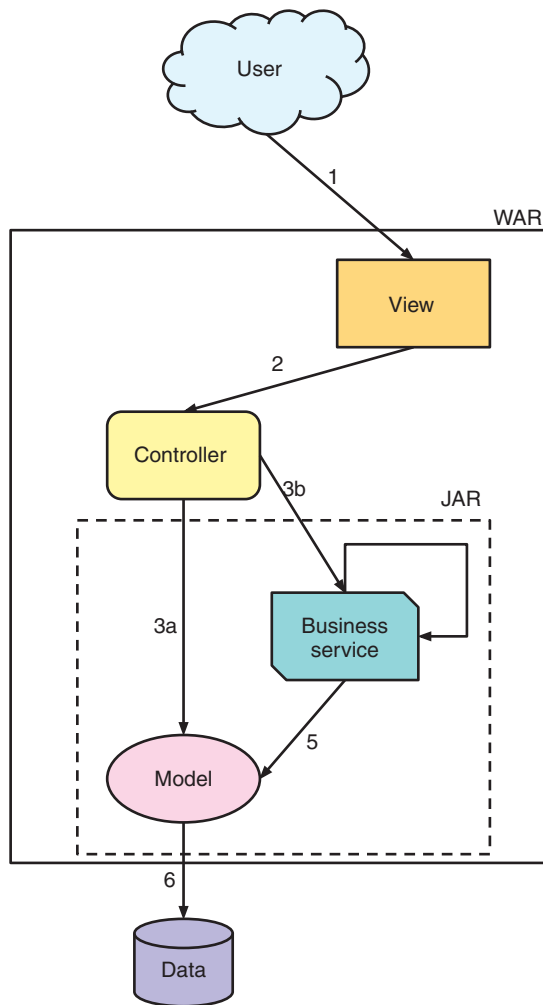 User
1
WAR
View
2
Controller
3b
JAR
3a
Business
service
5
Model
6
Data